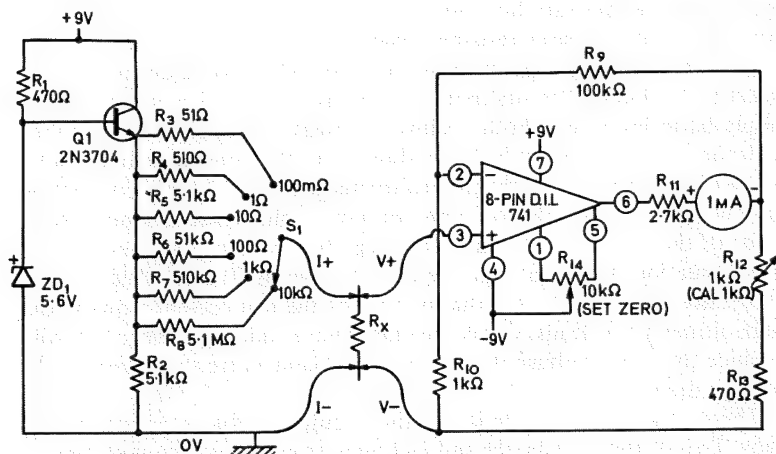 +9V
R1
470Ω
Q1
2N3704
R3 51Ω
R4 510Ω
R5 5·1kΩ
R6 51kΩ
R7 510kΩ
R8 5·1MΩ
R2
5·1kΩ
ZD1
5·6V
+
100mΩ
1Ω
10Ω
100Ω
1kΩ
10kΩ
S1
I+
V+
RX
I−
V−
0V
R9
100kΩ
+9V
7
2
−
8-PIN D.I.L
741
6
3
+
4
1
5
R14
10kΩ
(SET ZERO)
−9V
R10
1kΩ
R11
2·7kΩ
+
1MA
−
R12
1kΩ
(CAL 1kΩ)
R13
470Ω